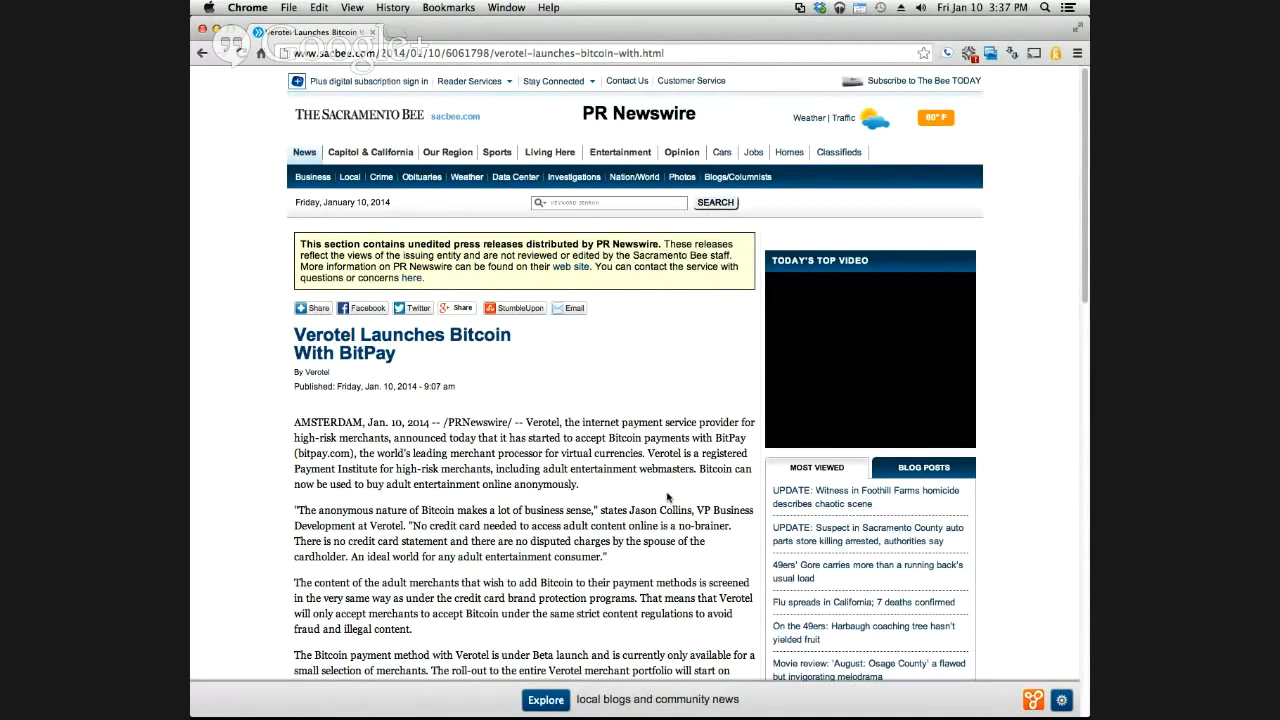 Chrome File Edit View History Bookmarks Window Help Fri Jan 10 3:37 PM
Verotel Launches Bitcoin
Google+
www.sacbee.com/2014/01/10/6061798/verotel-launches-bitcoin-with.html
Plus digital subscription sign in Reader Services Stay Connected Contact Us Customer Service Subscribe to The Bee TODAY
THE SACRAMENTO BEE sacbee.com PR Newswire Weather | Traffic 60° F
News Capitol & California Our Region Sports Living Here Entertainment Opinion Cars Jobs Homes Classifieds
Business Local Crime Obituaries Weather Data Center Investigations Nation/World Photos Blogs/Columnists
Friday, January 10, 2014 KEYWORD SEARCH SEARCH
This section contains unedited press releases distributed by PR Newswire. These releases
reflect the views of the issuing entity and are not reviewed or edited by the Sacramento Bee staff.
More information on PR Newswire can be found on their web site. You can contact the service with
questions or concerns here.
Share Facebook Twitter Share StumbleUpon Email
Verotel Launches Bitcoin
With BitPay
By Verotel
Published: Friday, Jan. 10, 2014 - 9:07 am
AMSTERDAM, Jan. 10, 2014 -- /PRNewswire/ -- Verotel, the internet payment service provider for
high-risk merchants, announced today that it has started to accept Bitcoin payments with BitPay
(bitpay.com), the world's leading merchant processor for virtual currencies. Verotel is a registered
Payment Institute for high-risk merchants, including adult entertainment webmasters. Bitcoin can
now be used to buy adult entertainment online anonymously.
"The anonymous nature of Bitcoin makes a lot of business sense," states Jason Collins, VP Business
Development at Verotel. "No credit card needed to access adult content online is a no-brainer.
There is no credit card statement and there are no disputed charges by the spouse of the
cardholder. An ideal world for any adult entertainment consumer."
The content of the adult merchants that wish to add Bitcoin to their payment methods is screened
in the very same way as under the credit card brand protection programs. That means that Verotel
will only accept merchants to accept Bitcoin under the same strict content regulations to avoid
fraud and illegal content.
The Bitcoin payment method with Verotel is under Beta launch and is currently only available for a
small selection of merchants. The roll-out to the entire Verotel merchant portfolio will start on
TODAY'S TOP VIDEO
MOST VIEWED BLOG POSTS
UPDATE: Witness in Foothill Farms homicide
describes chaotic scene
UPDATE: Suspect in Sacramento County auto
parts store killing arrested, authorities say
49ers' Gore carries more than a running back's
usual load
Flu spreads in California; 7 deaths confirmed
On the 49ers: Harbaugh coaching tree hasn't
yielded fruit
Movie review: 'August: Osage County' a flawed
but invigorating melodrama
Explore local blogs and community news